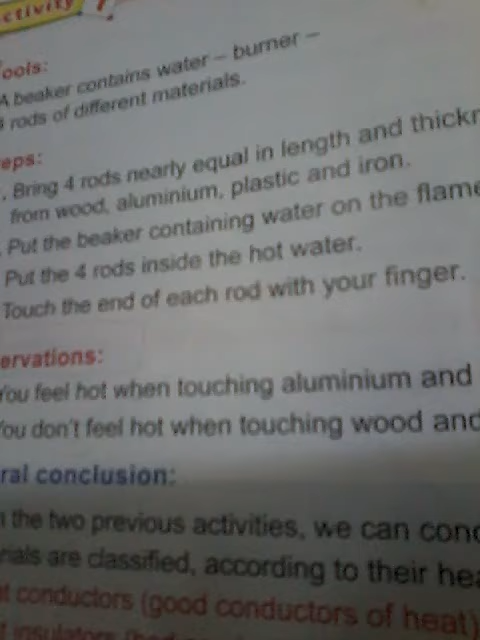 ctivity
ools:
A beaker contains water – burner –
rods of different materials.
eps:
. Bring 4 rods nearly equal in length and thickn
from wood, aluminium, plastic and iron.
. Put the beaker containing water on the flame
Put the 4 rods inside the hot water.
Touch the end of each rod with your finger.
ervations:
You feel hot when touching aluminium and
You don't feel hot when touching wood and
ral conclusion:
the two previous activities, we can conc
rials are classified, according to their hea
t conductors (good conductors of heat)
t insulators